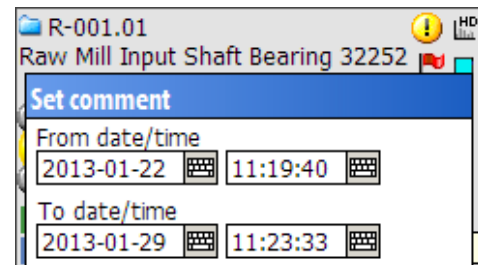 R-001.01
HD
Raw Mill Input Shaft Bearing 32252
Set comment
From date/time
2013-01-22 11:19:40
To date/time
2013-01-29 11:23:33